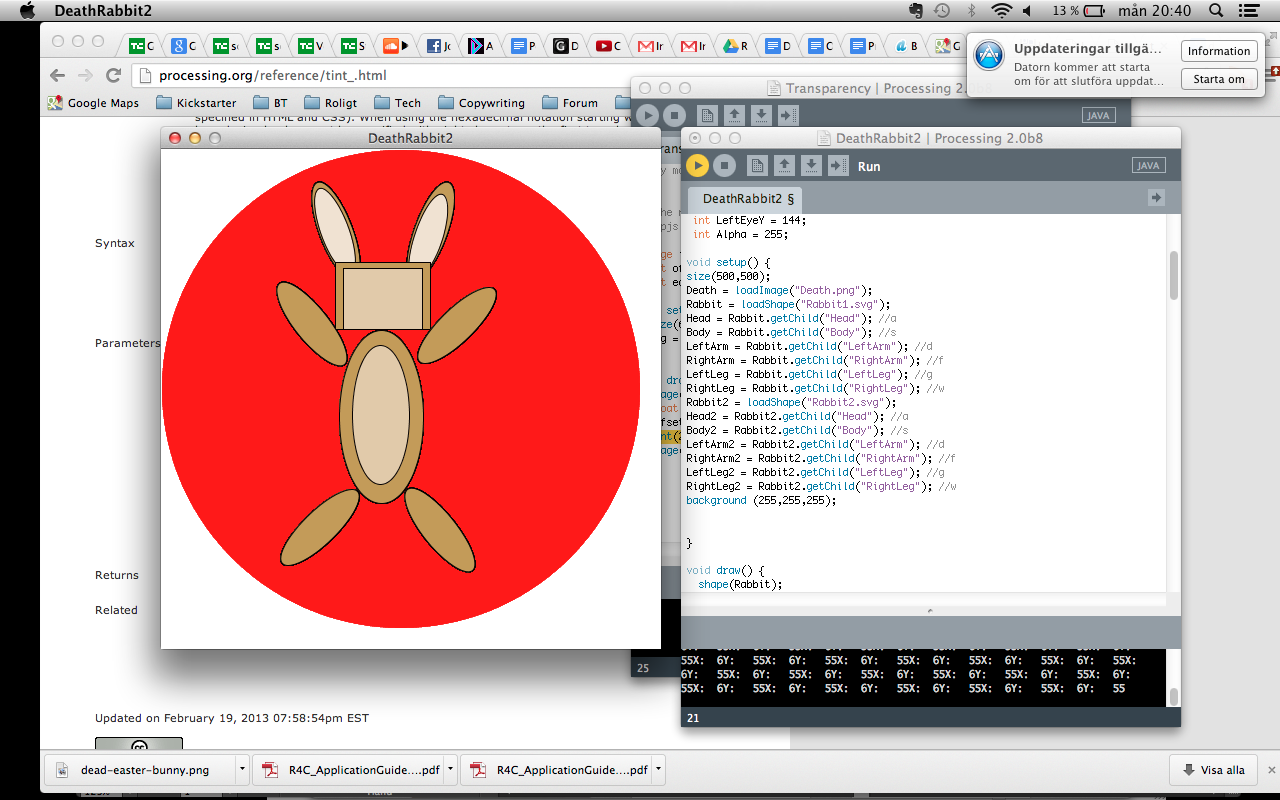 DeathRabbit2
13 %
mån 20:40
Uppdateringar tillgä...
Datorn kommer att starta
om för att slutföra uppdat...
Information
Starta om
processing.org/reference/tint_.html
Google Maps
Kickstarter
BT
Roligt
Tech
Copywriting
Forum
Syntax
Parameters
Returns
Related
Updated on February 19, 2013 07:58:54pm EST
cc
DeathRabbit2
Transparency | Processing 2.
JAVA
25
DeathRabbit2 | Processing 2.0b8
Run
JAVA
DeathRabbit2 §
int LeftEyeY = 144;
int Alpha = 255;
void setup() {
size(500,500);
Death = loadImage("Death.png");
Rabbit = loadShape("Rabbit1.svg");
Head = Rabbit.getChild("Head"); //a
Body = Rabbit.getChild("Body"); //s
LeftArm = Rabbit.getChild("LeftArm"); //d
RightArm = Rabbit.getChild("RightArm"); //f
LeftLeg = Rabbit.getChild("LeftLeg"); //g
RightLeg = Rabbit.getChild("RightLeg"); //w
Rabbit2 = loadShape("Rabbit2.svg");
Head2 = Rabbit2.getChild("Head"); //a
Body2 = Rabbit2.getChild("Body"); //s
LeftArm2 = Rabbit2.getChild("LeftArm"); //d
RightArm2 = Rabbit2.getChild("RightArm"); //f
LeftLeg2 = Rabbit2.getChild("LeftLeg"); //g
RightLeg2 = Rabbit2.getChild("RightLeg"); //w
background (255,255,255);
}
void draw() {
shape(Rabbit);
55X: 6Y: 55X: 6Y: 55X: 6Y: 55X: 6Y: 55X: 6Y: 55X: 6Y: 55X:
6Y: 55X: 6Y: 55X: 6Y: 55X: 6Y: 55X: 6Y: 55X: 6Y: 55X: 6Y:
55X: 6Y: 55X: 6Y: 55X: 6Y: 55X: 6Y: 55X: 6Y: 55X: 6Y: 55
21
dead-easter-bunny.png
R4C_ApplicationGuide....pdf
R4C_ApplicationGuide....pdf
Visa alla